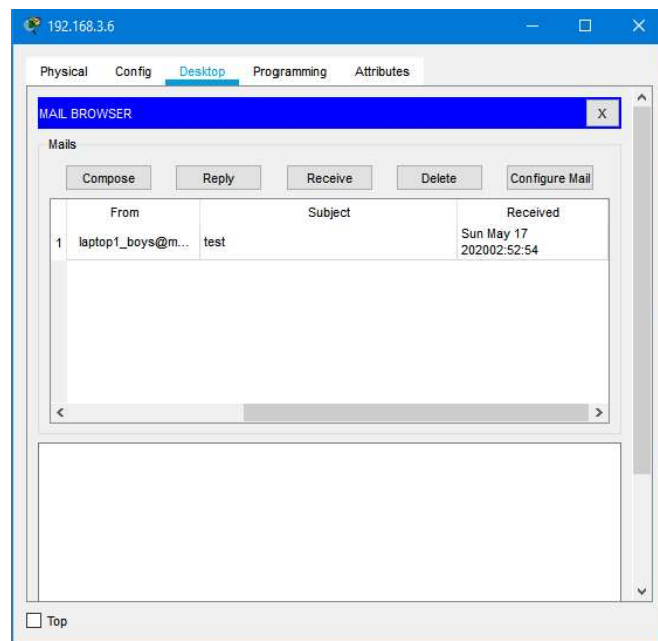 192.168.3.6
Physical Config Desktop Programming Attributes
MAIL BROWSER X
Mails
Compose Reply Receive Delete Configure Mail
From Subject Received
1 laptop1_boys@m... test Sun May 17
202002:52:54
Top